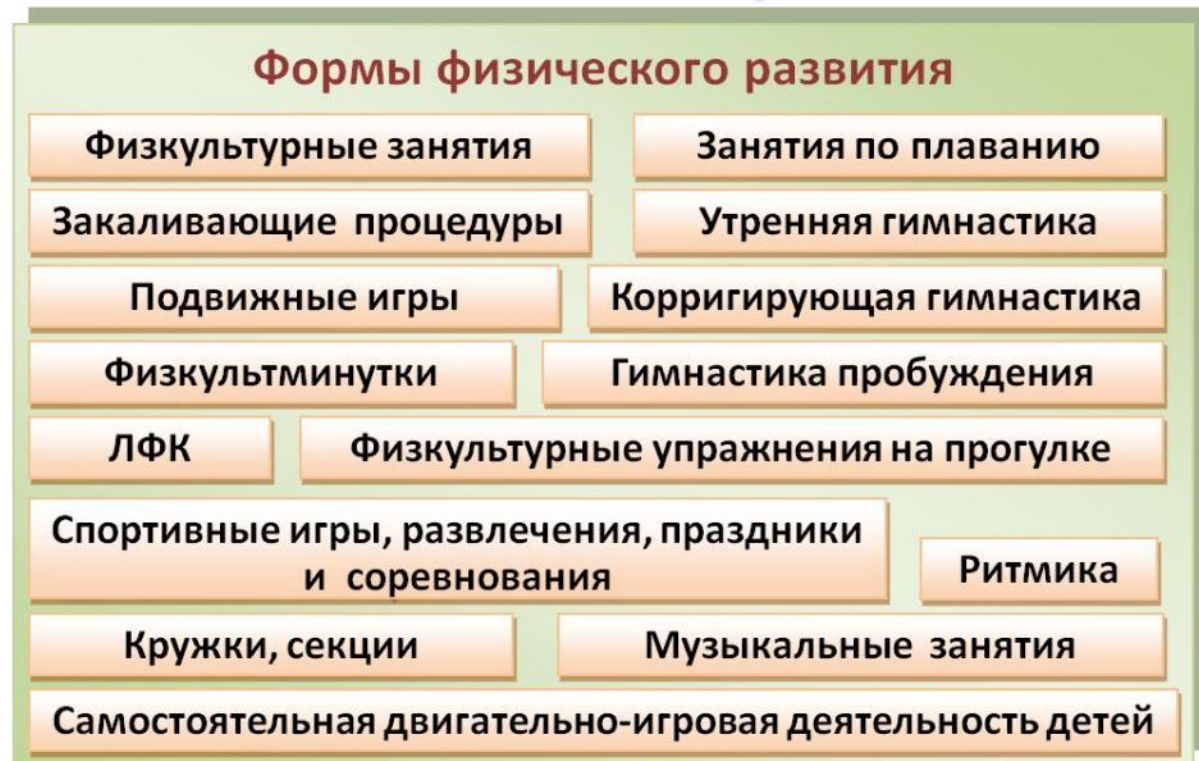 Формы физического развития
Физкультурные занятия
Занятия по плаванию
Закаливающие процедуры
Утренняя гимнастика
Подвижные игры
Корригирующая гимнастика
Физкультминутки
Гимнастика пробуждения
ЛФК
Физкультурные упражнения на прогулке
Спортивные игры, развлечения, праздники
и соревнования
Ритмика
Кружки, секции
Музыкальные занятия
Самостоятельная двигательно-игровая деятельность детей